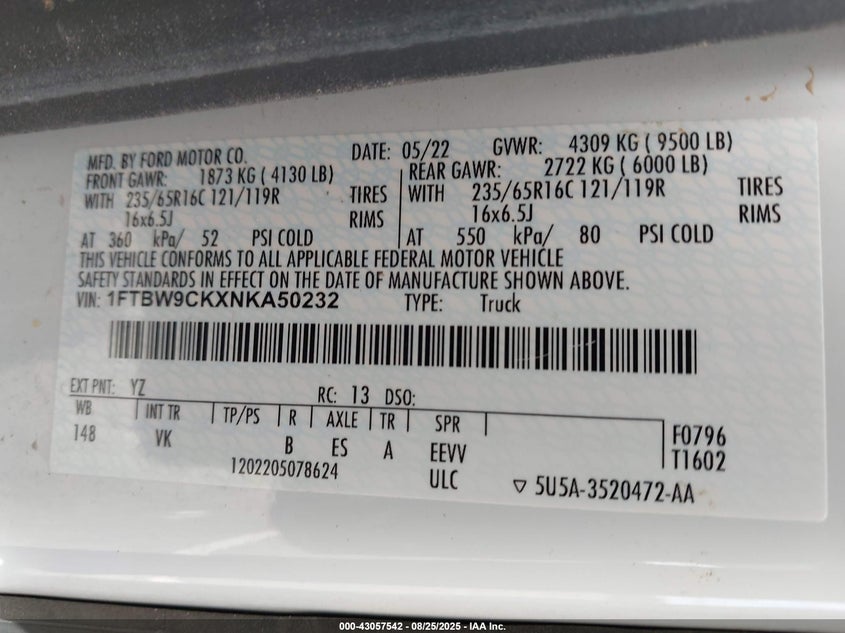 MFD. BY FORD MOTOR CO. DATE: 05/22 GVWR: 4309 KG ( 9500 LB)
FRONT GAWR: 1873 KG ( 4130 LB) REAR GAWR: 2722 KG ( 6000 LB)
WITH 235/65R16C 121/119R TIRES WITH 235/65R16C 121/119R TIRES
16x6.5J RIMS 16x6.5J RIMS
AT 360 kPa/ 52 PSI COLD AT 550 kPa/ 80 PSI COLD
THIS VEHICLE CONFORMS TO ALL APPLICABLE FEDERAL MOTOR VEHICLE
SAFETY STANDARDS IN EFFECT ON THE DATE OF MANUFACTURE SHOWN ABOVE.
VIN: 1FTBW9CKXNKA50232 TYPE: Truck
EXT PNT: YZ RC: 13 DSO:
WB INT TR TP/PS R AXLE TR SPR
148 VK B ES A EEVV F0796
1202205078624 ULC T1602
▽ 5U5A-3520472-AA
000-43057542 - 08/25/2025 - IAA Inc.